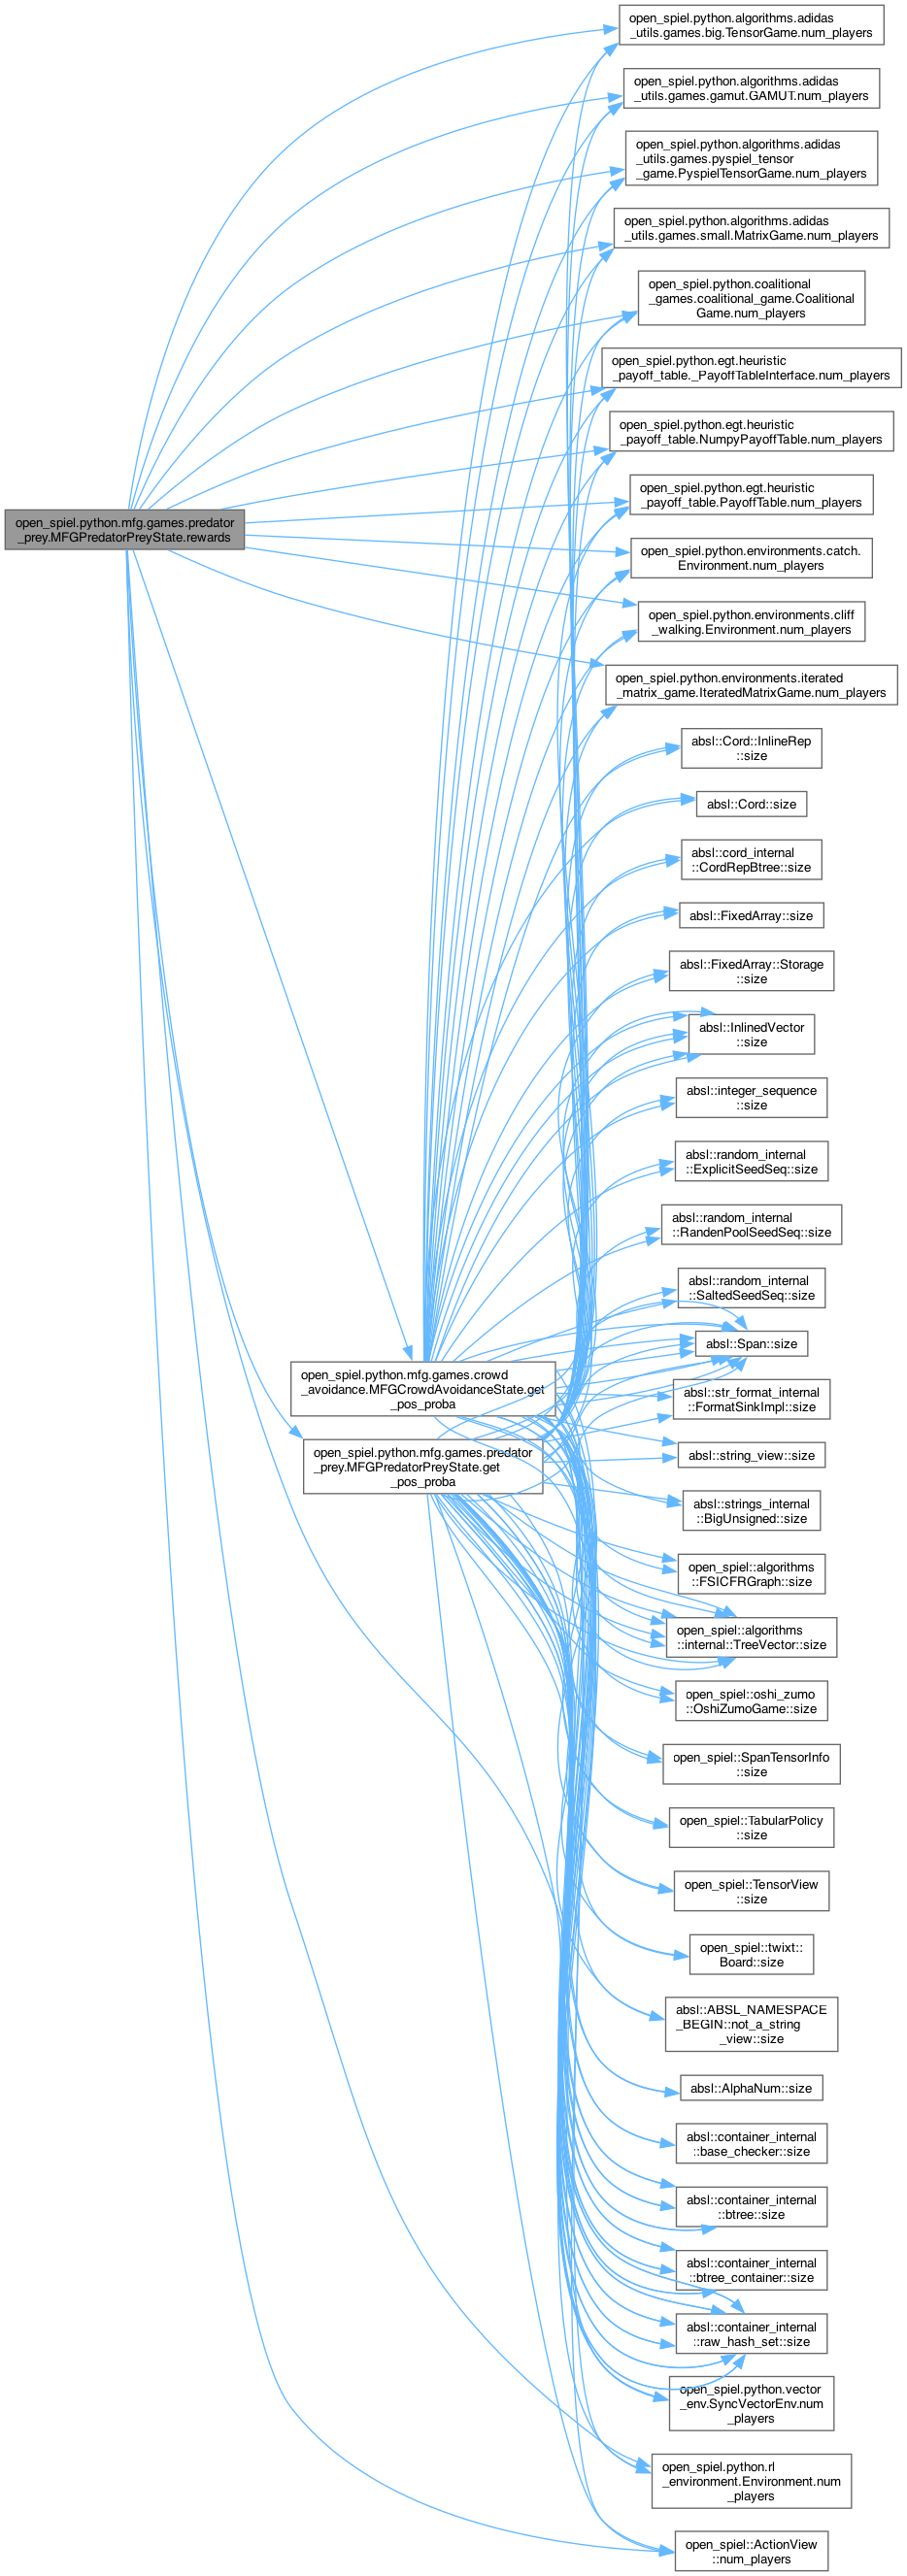 open_spiel.python.algorithms.adidas
_utils.games.big.TensorGame.num_players
open_spiel.python.algorithms.adidas
_utils.games.gamut.GAMUT.num_players
open_spiel.python.algorithms.adidas
_utils.games.pyspiel_tensor
_game.PyspielTensorGame.num_players
open_spiel.python.algorithms.adidas
_utils.games.small.MatrixGame.num_players
open_spiel.python.coalitional
_games.coalitional_game.Coalitional
Game.num_players
open_spiel.python.egt.heuristic
_payoff_table._PayoffTableInterface.num_players
open_spiel.python.egt.heuristic
_payoff_table.NumpyPayoffTable.num_players
open_spiel.python.egt.heuristic
_payoff_table.PayoffTable.num_players
open_spiel.python.mfg.games.predator
_prey.MFGPredatorPreyState.rewards
open_spiel.python.environments.catch.
Environment.num_players
open_spiel.python.environments.cliff
_walking.Environment.num_players
open_spiel.python.environments.iterated
_matrix_game.IteratedMatrixGame.num_players
absl::Cord::InlineRep
::size
absl::Cord::size
absl::cord_internal
::CordRepBtree::size
absl::FixedArray::size
absl::FixedArray::Storage
::size
absl::InlinedVector
::size
absl::integer_sequence
::size
absl::random_internal
::ExplicitSeedSeq::size
absl::random_internal
::RandenPoolSeedSeq::size
absl::random_internal
::SaltedSeedSeq::size
absl::Span::size
open_spiel.python.mfg.games.crowd
_avoidance.MFGCrowdAvoidanceState.get
_pos_proba
absl::str_format_internal
::FormatSinkImpl::size
absl::string_view::size
open_spiel.python.mfg.games.predator
_prey.MFGPredatorPreyState.get
_pos_proba
absl::strings_internal
::BigUnsigned::size
open_spiel::algorithms
::FSICFRGraph::size
open_spiel::algorithms
::internal::TreeVector::size
open_spiel::oshi_zumo
::OshiZumoGame::size
open_spiel::SpanTensorInfo
::size
open_spiel::TabularPolicy
::size
open_spiel::TensorView
::size
open_spiel::twixt::
Board::size
absl::ABSL_NAMESPACE
_BEGIN::not_a_string
_view::size
absl::AlphaNum::size
absl::container_internal
::base_checker::size
absl::container_internal
::btree::size
absl::container_internal
::btree_container::size
absl::container_internal
::raw_hash_set::size
open_spiel.python.vector
_env.SyncVectorEnv.num
_players
open_spiel.python.rl
_environment.Environment.num
_players
open_spiel::ActionView
::num_players